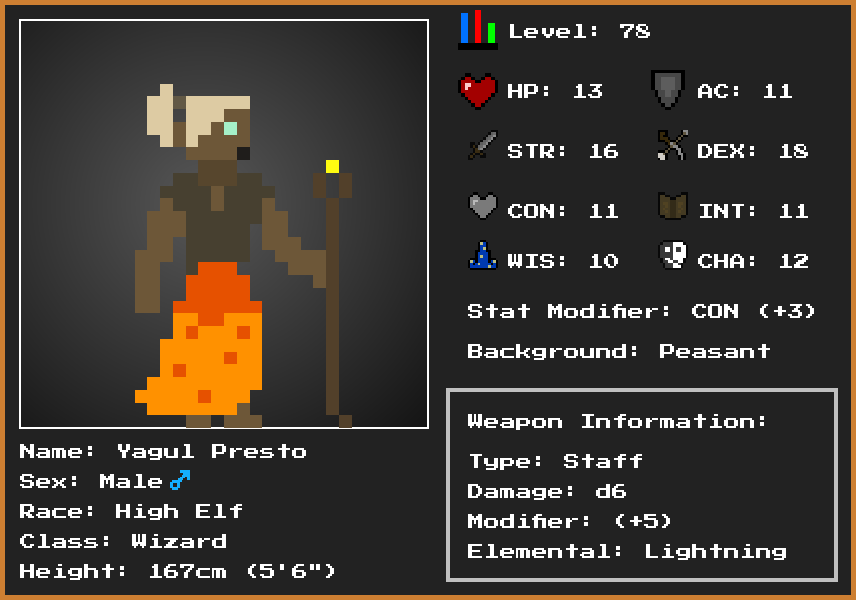 Level: 78
HP: 13
AC: 11
STR: 16
DEX: 18
CON: 11
INT: 11
WIS: 10
CHA: 12
Stat Modifier: CON (+3)
Background: Peasant
Weapon Information:
Type: Staff
Damage: d6
Modifier: (+5)
Elemental: Lightning
Name: Yagul Presto
Sex: Male♂
Race: High Elf
Class: Wizard
Height: 167cm (5'6")